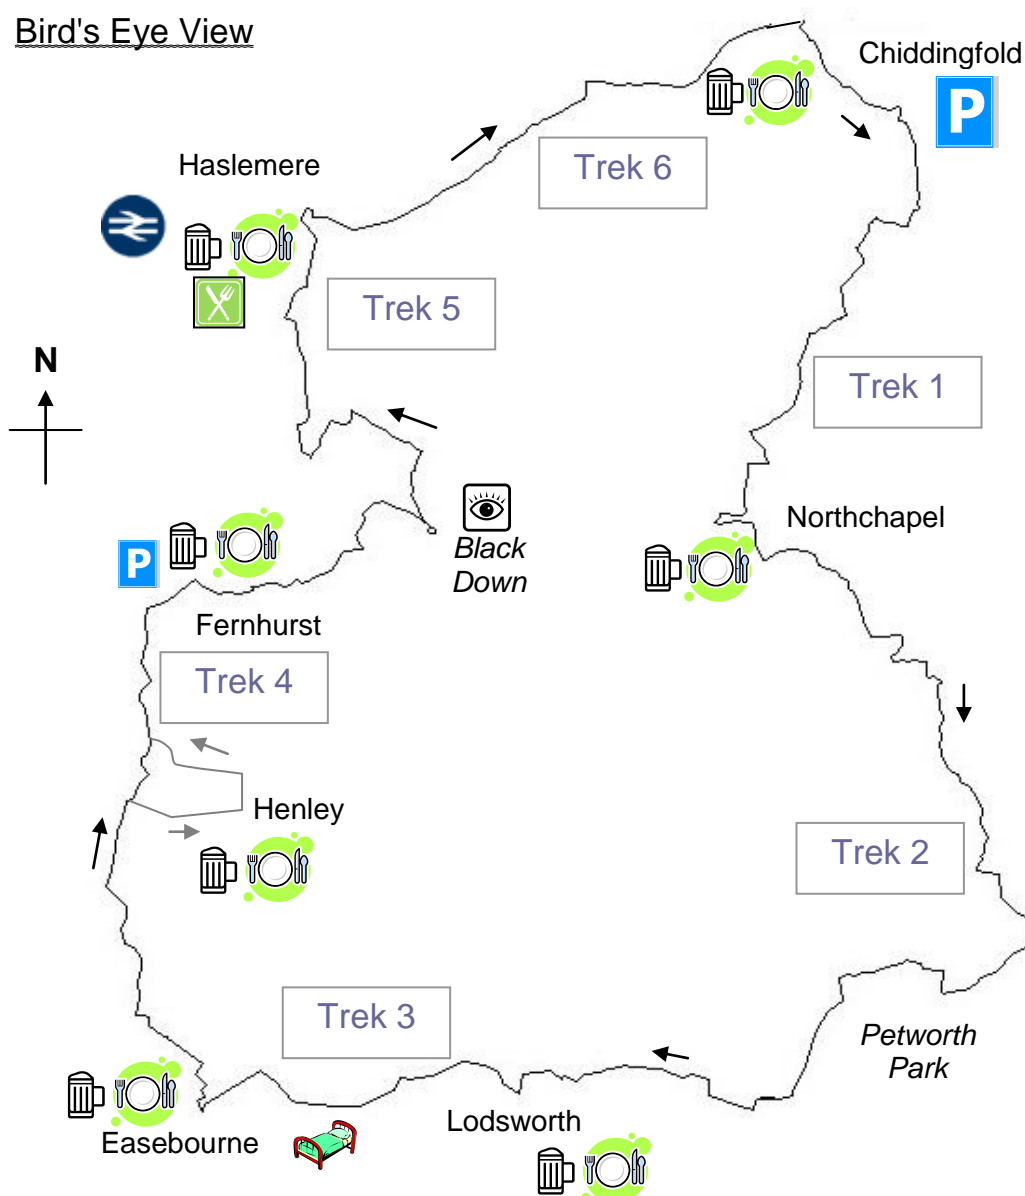 Bird's Eye View
Chiddingfold
P
Trek 6
Haslemere
Trek 5
N
Trek 1
Northchapel
Black
Down
P
Fernhurst
Trek 4
Henley
Trek 2
Trek 3
Petworth
Park
Lodsworth
Easebourne